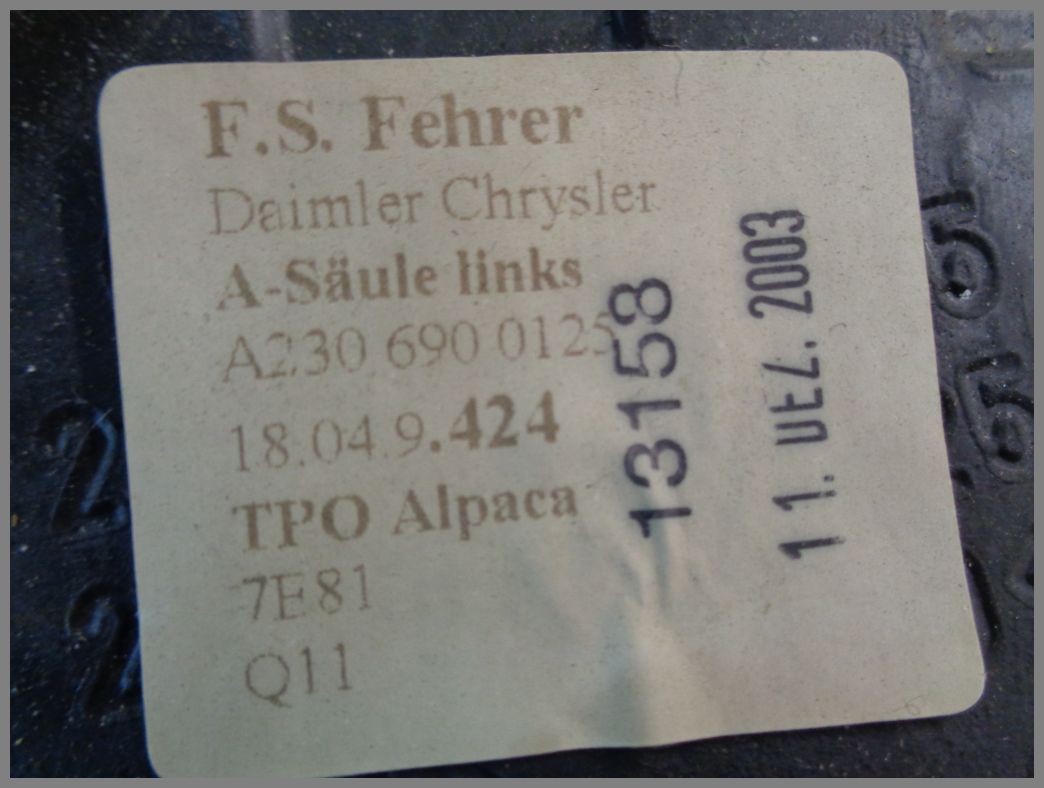 F.S. Fehrer
Daimler Chrysler
A-Säule links
A230 690 0125
18.04.9.424
TPO Alpaca
7E81
Q11
13158
11. DEZ. 2003